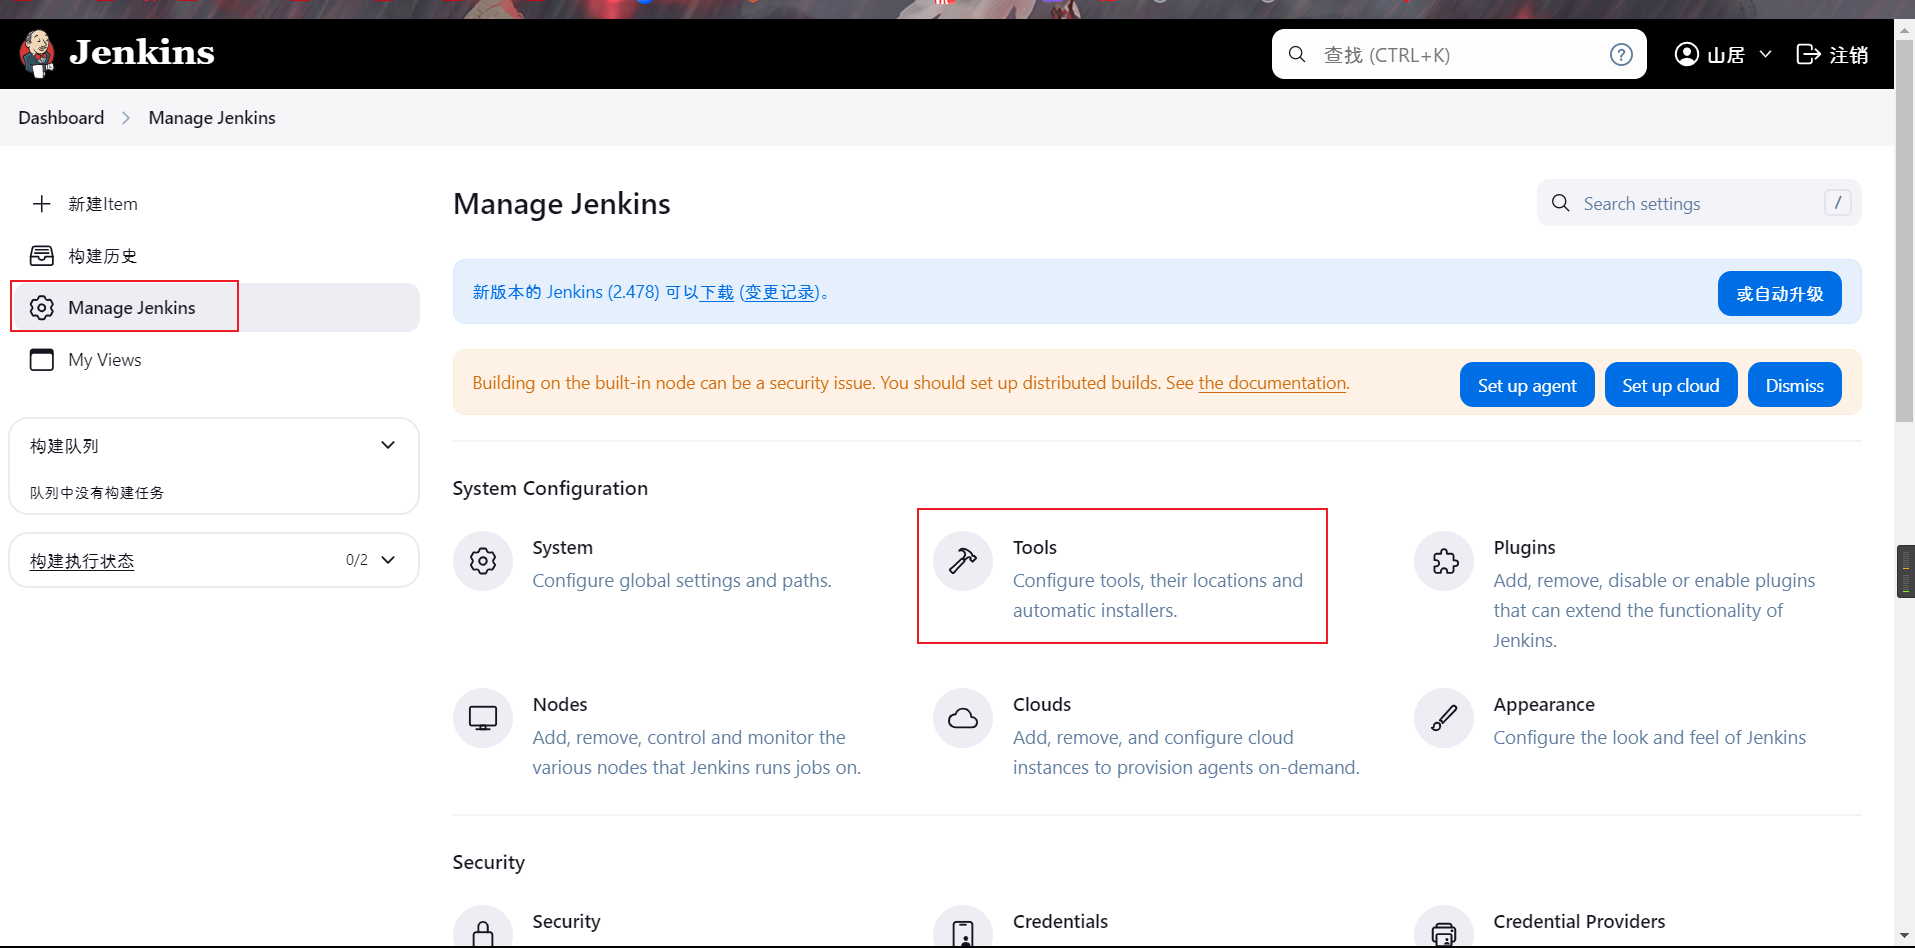 Jenkins
查找 (CTRL+K)
山居
注销
Dashboard
Manage Jenkins
新建Item
构建历史
Manage Jenkins
My Views
构建队列
队列中没有构建任务
构建执行状态
0/2
Manage Jenkins
Search settings
/
新版本的 Jenkins (2.478) 可以下载 (变更记录)。
或自动升级
Building on the built-in node can be a security issue. You should set up distributed builds. See the documentation.
Set up agent
Set up cloud
Dismiss
System Configuration
System
Configure global settings and paths.
Tools
Configure tools, their locations and
automatic installers.
Plugins
Add, remove, disable or enable plugins
that can extend the functionality of
Jenkins.
Nodes
Add, remove, control and monitor the
various nodes that Jenkins runs jobs on.
Clouds
Add, remove, and configure cloud
instances to provision agents on-demand.
Appearance
Configure the look and feel of Jenkins
Security
Security
Credentials
Credential Providers